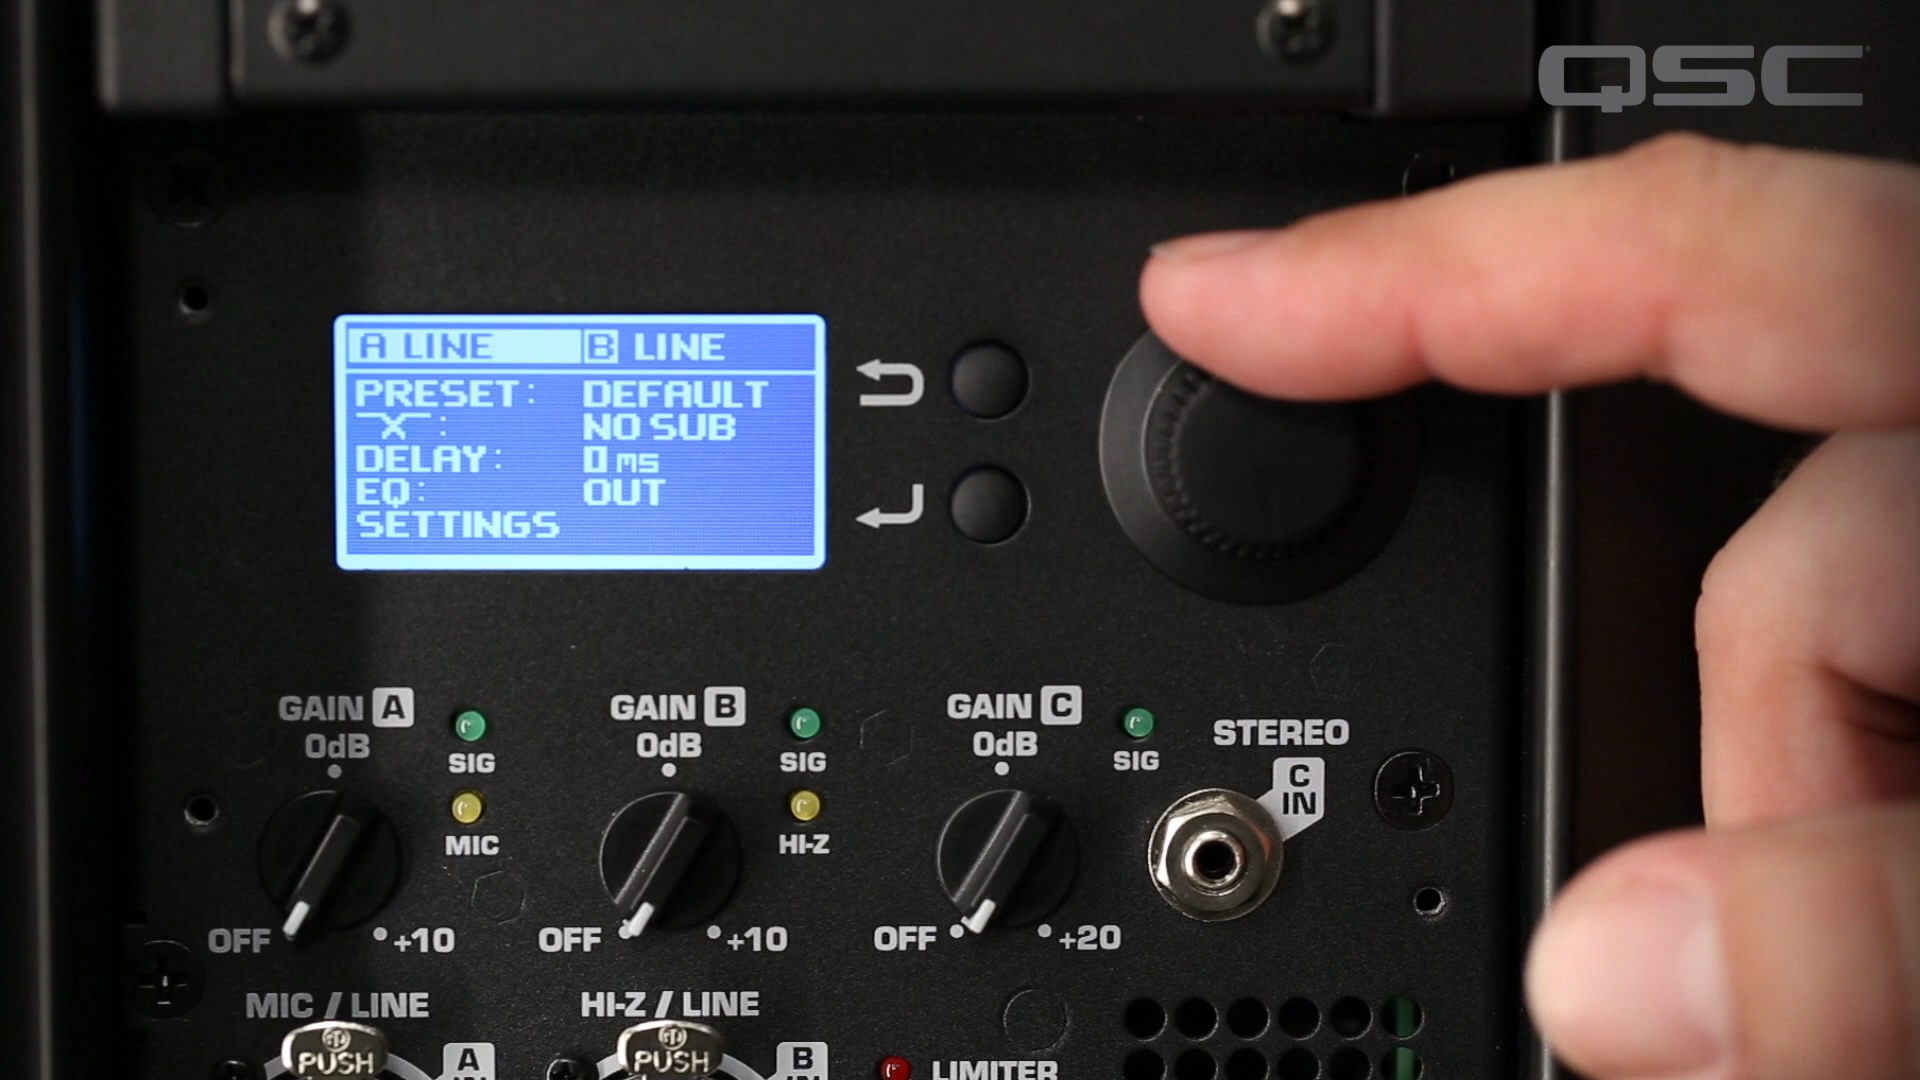 QSC
A LINE B LINE
PRESET: DEFAULT
X: NO SUB
DELAY: 0 ms
EQ: OUT
SETTINGS
GAIN A
0dB
SIG
MIC
OFF
+10
GAIN B
0dB
SIG
HI-Z
OFF
+10
GAIN C
0dB
SIG
OFF
+20
STEREO
C
IN
MIC / LINE
PUSH
A
HI-Z / LINE
PUSH
B
LIMITER